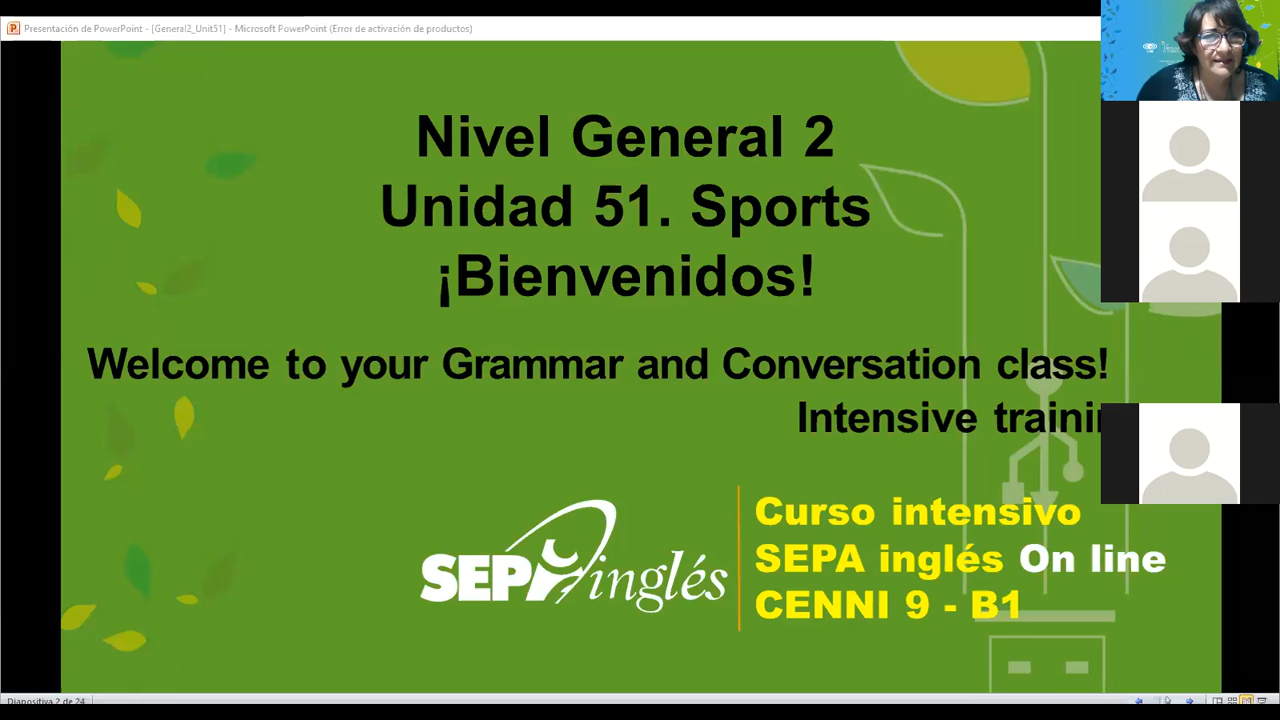 Presentación de PowerPoint - [General2_Unit51] - Microsoft PowerPoint (Error de activación de productos)
Nivel General 2
Unidad 51. Sports
¡Bienvenidos!
Welcome to your Grammar and Conversation class!
Intensive
SEPA inglés
Curso intensivo
SEPA inglés On line
CENNI 9 - B1
Diapositiva 2 de 24